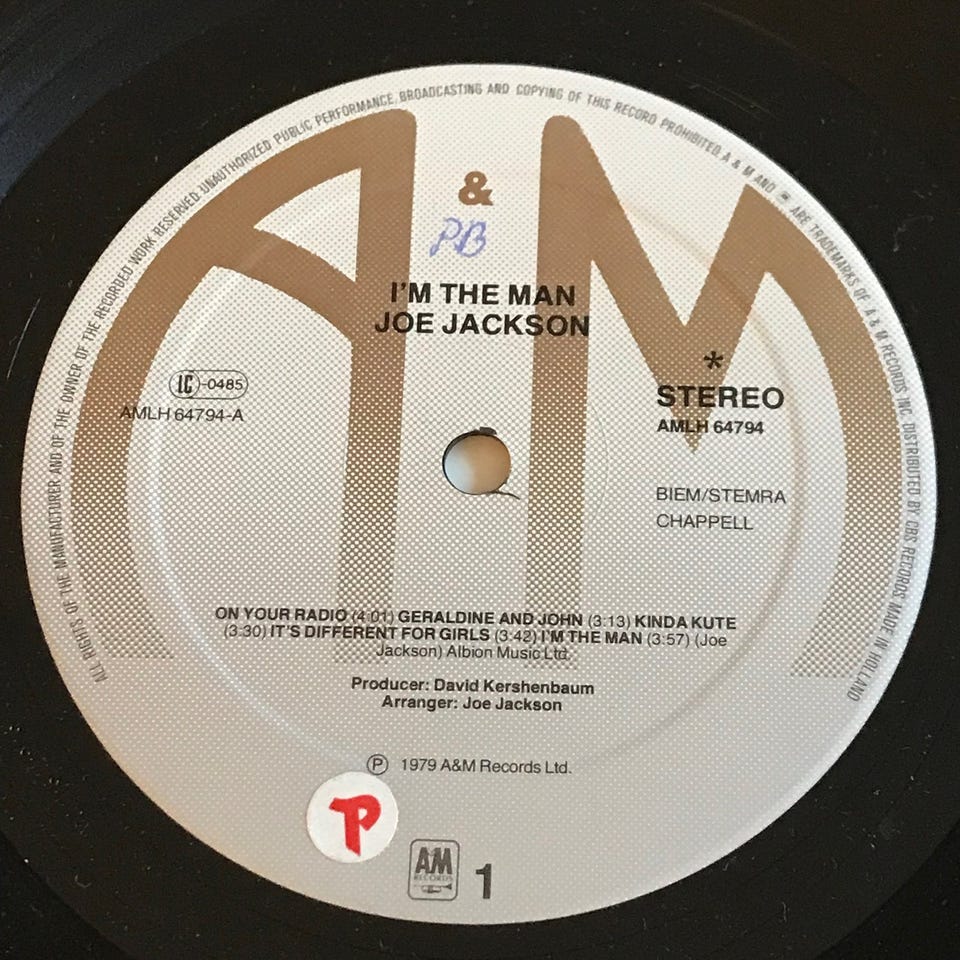 ALL RIGHTS OF THE MANUFACTURER AND OF THE OWNER OF THE RECORDED WORK RESERVED UNAUTHORIZED PUBLIC PERFORMANCE, BROADCASTING AND COPYING OF THIS RECORD PROHIBITED A & M AND ARE TRADEMARKS OF A & M RECORDS INC. DISTRIBUTED BY CBS RECORDS MADE IN HOLLAND
A & M
PB
I'M THE MAN
JOE JACKSON
LC-0485
AMLH 64794-A
*
STEREO
AMLH 64794
BIEM/STEMRA
CHAPPELL
ON YOUR RADIO (4:01) GERALDINE AND JOHN (3:13) KINDA KUTE
(3.30) IT'S DIFFERENT FOR GIRLS (3:42) I'M THE MAN (3:57) (Joe
Jackson) Albion Music Ltd.
Producer: David Kershenbaum
Arranger: Joe Jackson
℗ 1979 A&M Records Ltd.
P
A&M
RECORDS
1